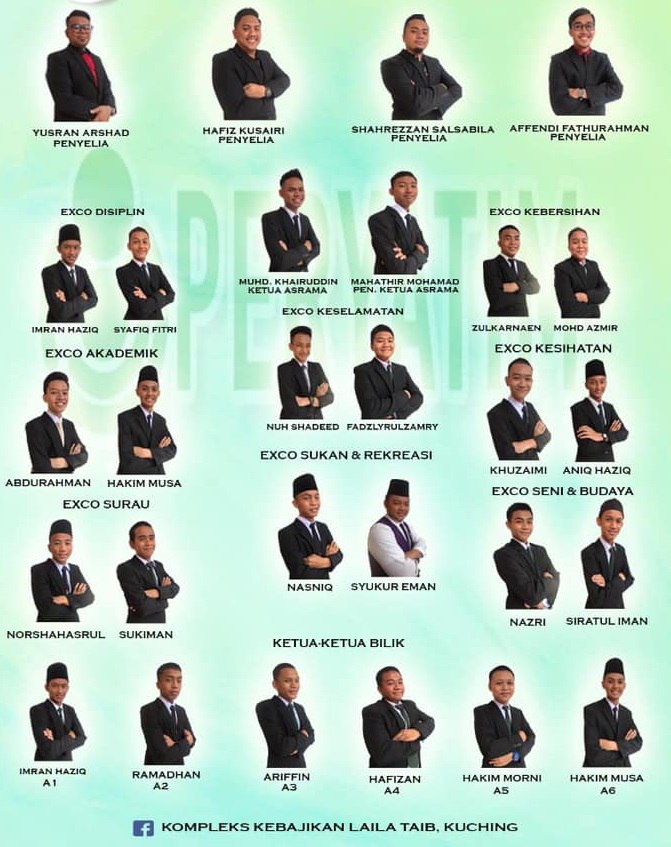 YUSRAN ARSHAD
PENYELIA
HAFIZ KUSAIRI
PENYELIA
SHAHREZZAN SALSABILA
PENYELIA
AFFENDI FATHURAHMAN
PENYELIA
MUHD. KHAIRUDDIN
KETUA ASRAMA
MAHATHIR MOHAMAD
PEN. KETUA ASRAMA
EXCO DISIPLIN
IMRAN HAZIQ
SYAFIQ FITRI
EXCO KEBERSIHAN
ZULKARNAEN
MOHD AZMIR
EXCO KESELAMATAN
NUH SHADEED
FADZLYRULZAMRY
EXCO AKADEMIK
ABDURAHMAN
HAKIM MUSA
EXCO KESIHATAN
KHUZAIMI
ANIQ HAZIQ
EXCO SUKAN & REKREASI
NASNIQ
SYUKUR EMAN
EXCO SURAU
NORSHAHASRUL
SUKIMAN
EXCO SENI & BUDAYA
NAZRI
SIRATUL IMAN
KETUA-KETUA BILIK
IMRAN HAZIQ
A1
RAMADHAN
A2
ARIFFIN
A3
HAFIZAN
A4
HAKIM MORNI
A5
HAKIM MUSA
A6
KOMPLEKS KEBAJIKAN LAILA TAIB, KUCHING